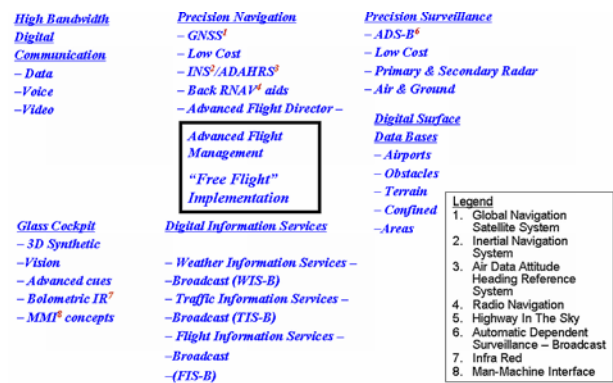 High Bandwidth
Digital
Communication
– Data
–Voice
–Video
Precision Navigation
– GNSS¹
– Low Cost
– INS²/ADAHRS³
– Back RNAV⁴ aids
– Advanced Flight Director –
Precision Surveillance
– ADS-B⁶
– Low Cost
– Primary & Secondary Radar
– Air & Ground
Advanced Flight
Management
“Free Flight”
Implementation
Digital Surface
Data Bases
– Airports
– Obstacles
– Terrain
– Confined
–Areas
Glass Cockpit
– 3D Synthetic
–Vision
– Advanced cues
– Bolometric IR⁷
– MMI⁸ concepts
Digital Information Services
– Weather Information Services –
–Broadcast (WIS-B)
– Traffic Information Services –
–Broadcast (TIS-B)
– Flight Information Services –
–Broadcast
–(FIS-B)
Legend
1. Global Navigation
Satellite System
2. Inertial Navigation
System
3. Air Data Attitude
Heading Reference
System
4. Radio Navigation
5. Highway In The Sky
6. Automatic Dependent
Surveillance – Broadcast
7. Infra Red
8. Man-Machine Interface